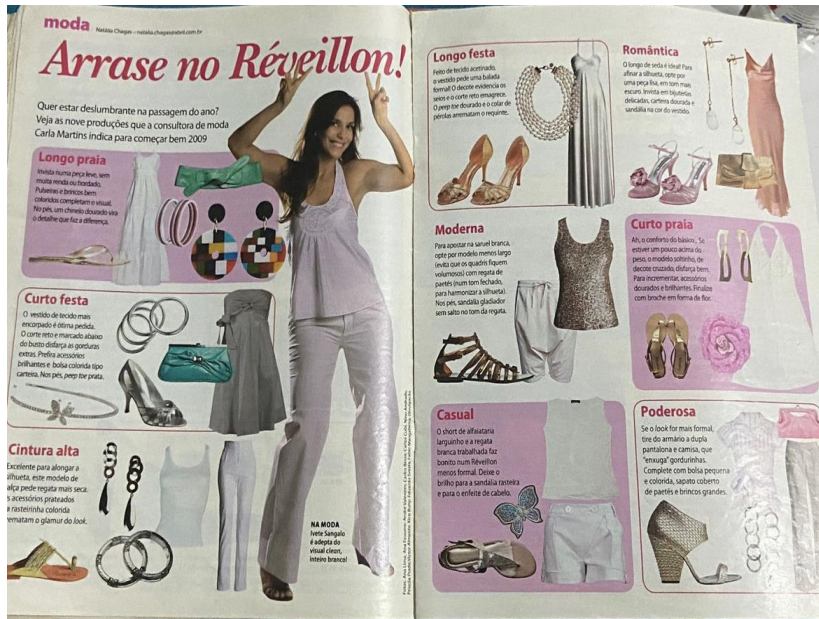 moda Natália Chagas – natalia.chagas@abril.com.br
Arrase no Réveillon!
Quer estar deslumbrante na passagem do ano?
Veja as nove produções que a consultora de moda
Carla Martins indica para começar bem 2009
Longo praia
Invista numa peça leve, sem
muita renda ou bordado.
Pulseiras e brincos bem
coloridos completam o visual.
No pés, um chinelo dourado vira
o detalhe que faz a diferença.
Curto festa
O vestido de tecido mais
encorpado é ótima pedida.
O corte reto e marcado abaixo
do busto disfarça as gorduras
extras. Prefira acessórios
brilhantes e bolsa colorida tipo
carteira. Nos pés, peep toe prata.
Cintura alta
Excelente para alongar a
silhueta, este modelo de
calça pede regata mais seca.
s acessórios prateados
a rasteirinha colorida
rematam o glamur do look.
NA MODA
Ivete Sangalo
é adepta do
visual clean,
inteiro branco!
Longo festa
Feito de tecido acetinado,
o vestido pede uma balada
formal! O decote evidencia os
seios e o corte reto emagrece.
O peep toe dourado e o colar de
pérolas arrematam o requinte.
Romântica
O longo de seda é ideal! Para
afinar a silhueta, opte por
uma peça lisa, em tom mais
escuro. Invista em bijuterias
delicadas, carteira dourada e
sandália na cor do vestido.
Moderna
Para apostar na saruel branca,
opte por modelo menos largo
(evita que os quadris fiquem
volumosos) com regata de
paetês (num tom fechado,
para harmonizar a silhueta).
Nos pés, sandália gladiador
sem salto no tom da regata.
Curto praia
Ah, o conforto do básico... Se
estiver um pouco acima do
peso, o modelo soltinho, de
decote cruzado, disfarça bem.
Para incrementar, acessórios
dourados e brilhantes. Finalize
com broche em forma de flor.
Casual
O short de alfaiataria
larguinho e a regata
branca trabalhada faz
bonito num Réveillon
menos formal. Deixe o
brilho para a sandália rasteira
e para o enfeite de cabelo.
Poderosa
Se o look for mais formal,
tire do armário a dupla
pantalona e camisa, que
"enxuga" gordurinhas.
Complete com bolsa pequena
e colorida, sapato coberto
de paetês e brincos grandes.